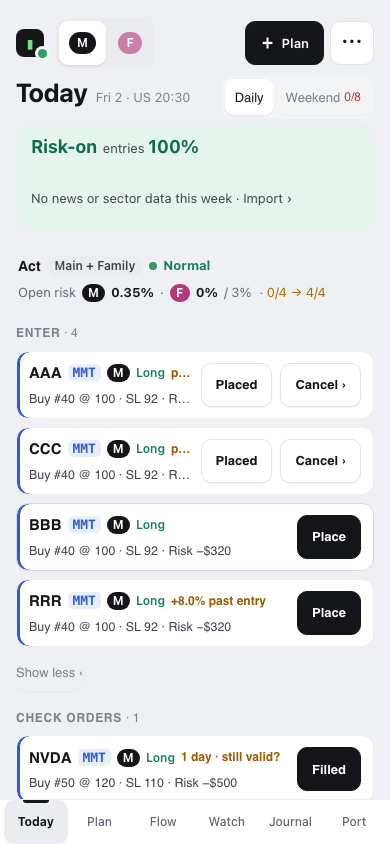 M F + Plan ...
Today Fri 2 · US 20:30 Daily Weekend 0/8
Risk-on entries 100%
No news or sector data this week · Import ›
Act Main + Family Normal
Open risk M 0.35% · F 0% / 3% · 0/4 → 4/4
ENTER · 4
AAA MMT M Long p...
Buy #40 @ 100 · SL 92 · R...
Placed Cancel ›
CCC MMT M Long p...
Buy #40 @ 100 · SL 92 · R...
Placed Cancel ›
BBB MMT M Long
Buy #40 @ 100 · SL 92 · Risk −$320
Place
RRR MMT M Long +8.0% past entry
Buy #40 @ 100 · SL 92 · Risk −$320
Place
Show less ‹
CHECK ORDERS · 1
NVDA MMT M Long 1 day · still valid?
Buy #50 @ 120 · SL 110 · Risk −$500
Filled
Today Plan Flow Watch Journal Port